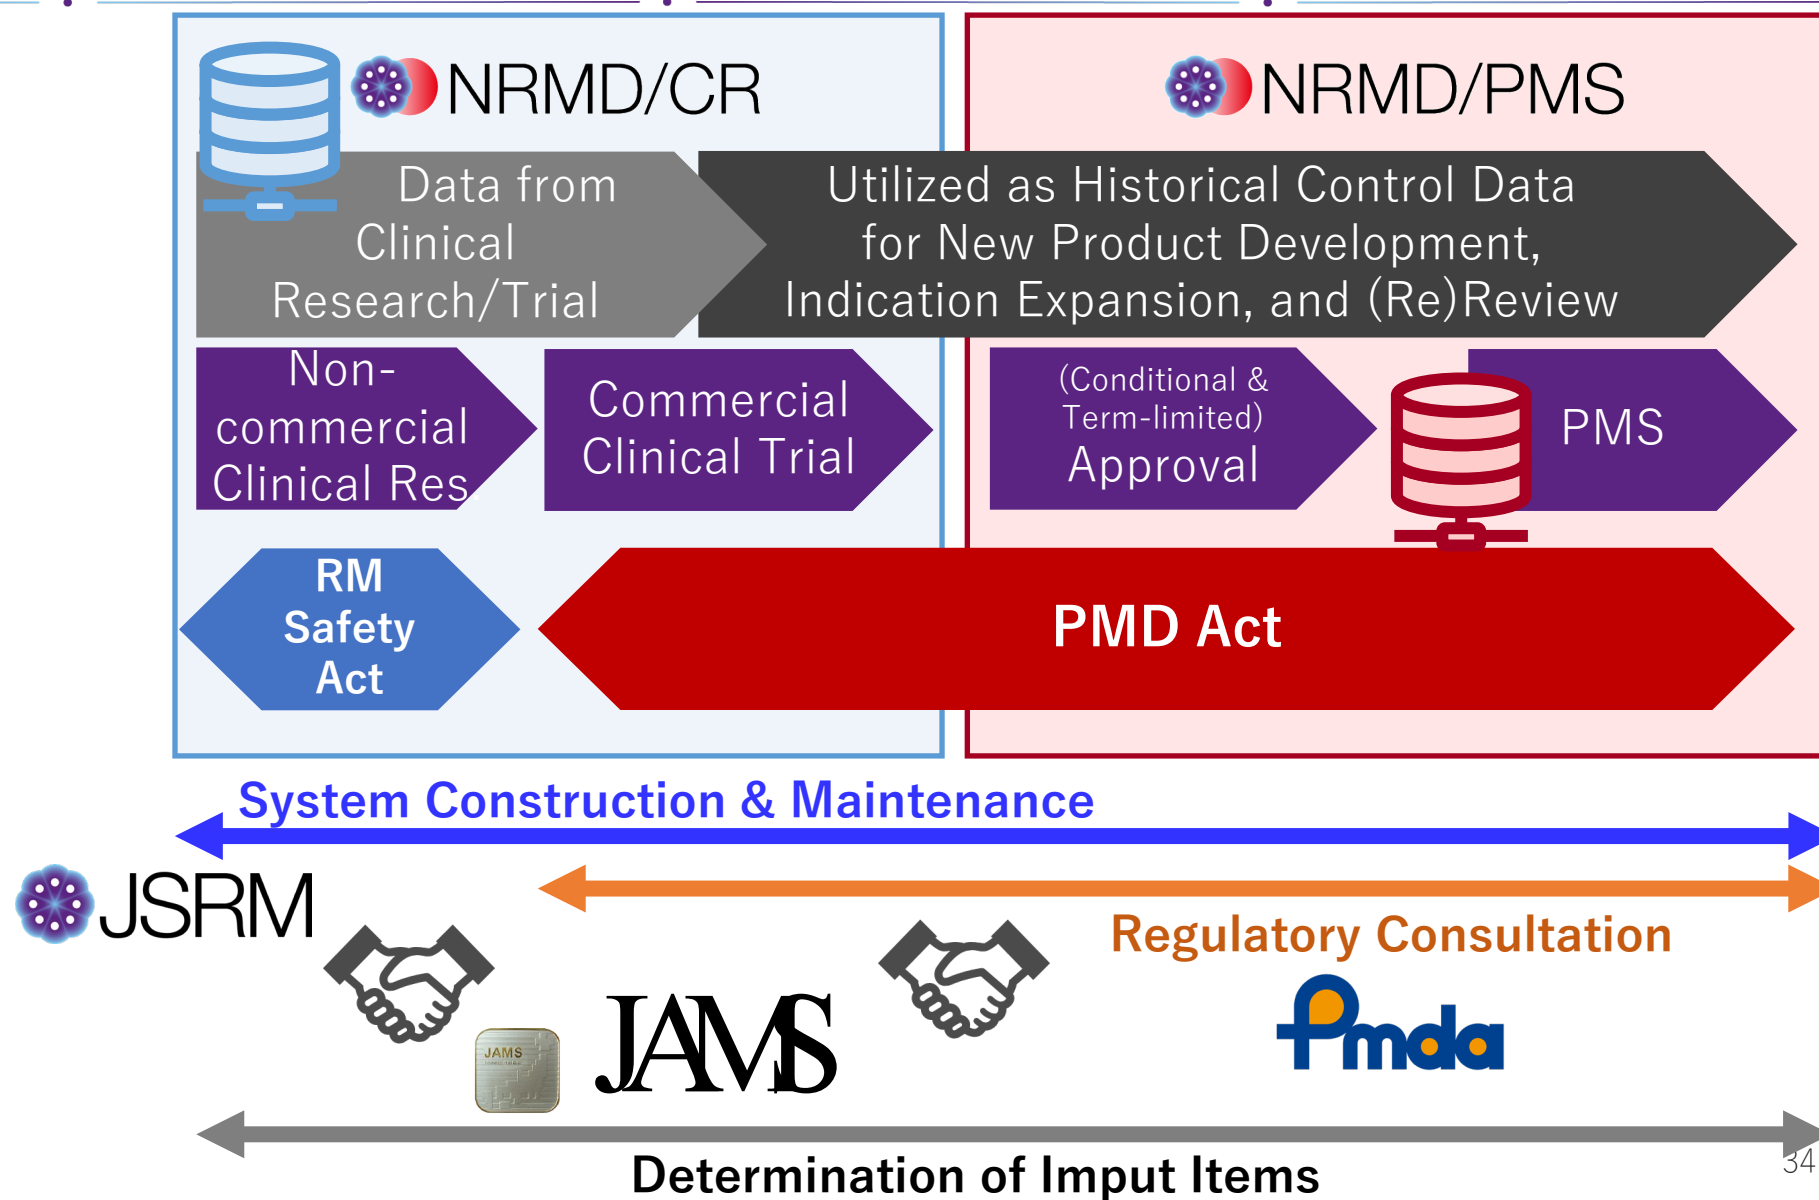 NRMD/CR
NRMD/PMS
Data from
Clinical
Research/Trial
Utilized as Historical Control Data
for New Product Development,
Indication Expansion, and (Re)Review
Non-
commercial
Clinical Res.
Commercial
Clinical Trial
(Conditional &
Term-limited)
Approval
PMS
RM
Safety
Act
PMD Act
System Construction & Maintenance
JSRM
Regulatory Consultation
JAMS
JAMS
Pmda
Determination of Imput Items
34